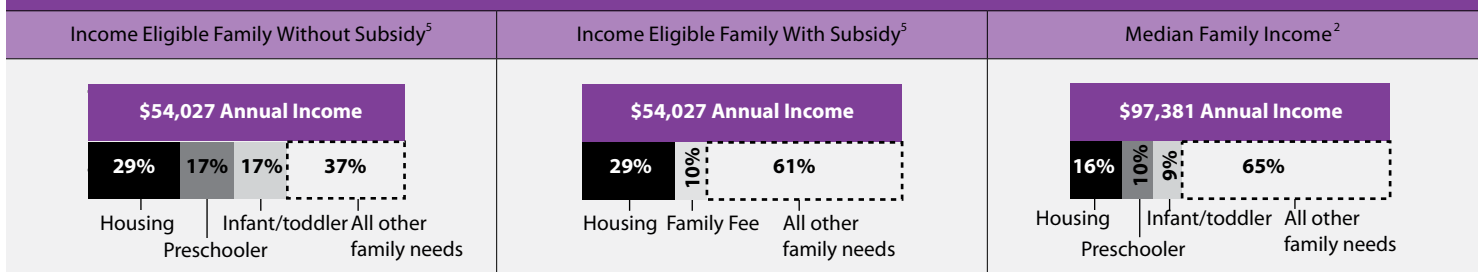 Income Eligible Family Without Subsidy5
$54,027 Annual Income
29% 17% 17% 37%
Housing
Preschooler
Infant/toddler
All other
family needs
Income Eligible Family With Subsidy5
$54,027 Annual Income
29% 10% 61%
Housing
Family Fee
All other
family needs
Median Family Income2
$97,381 Annual Income
16% 10% 9% 65%
Housing
Preschooler
Infant/toddler
All other
family needs